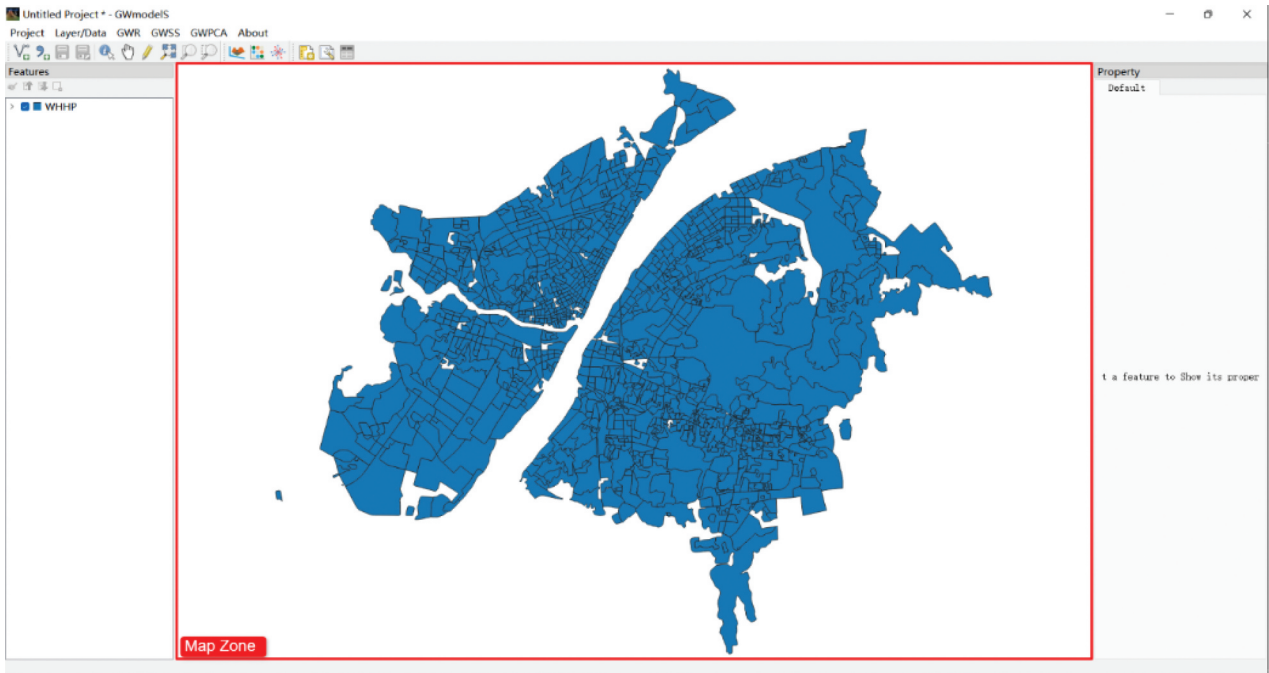 Untitled Project * - GWmodelS
Project Layer/Data GWR GWSS GWPCA About
Features
Property
Default
WHHP
t a feature to Show its proper
Map Zone